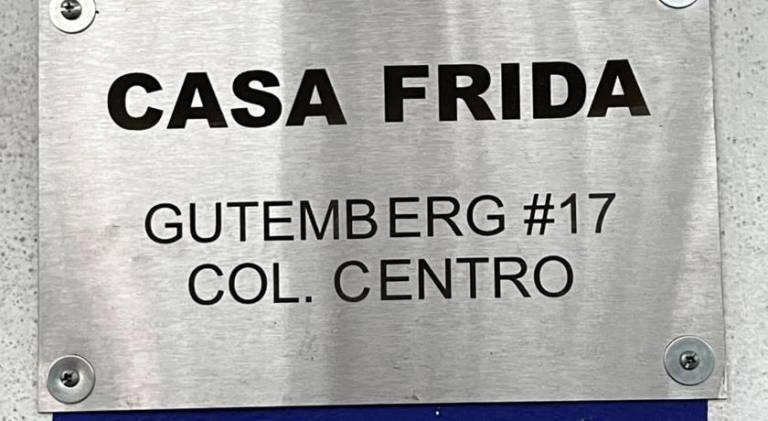 CASA FRIDA
GUTEMBERG #17
COL. CENTRO